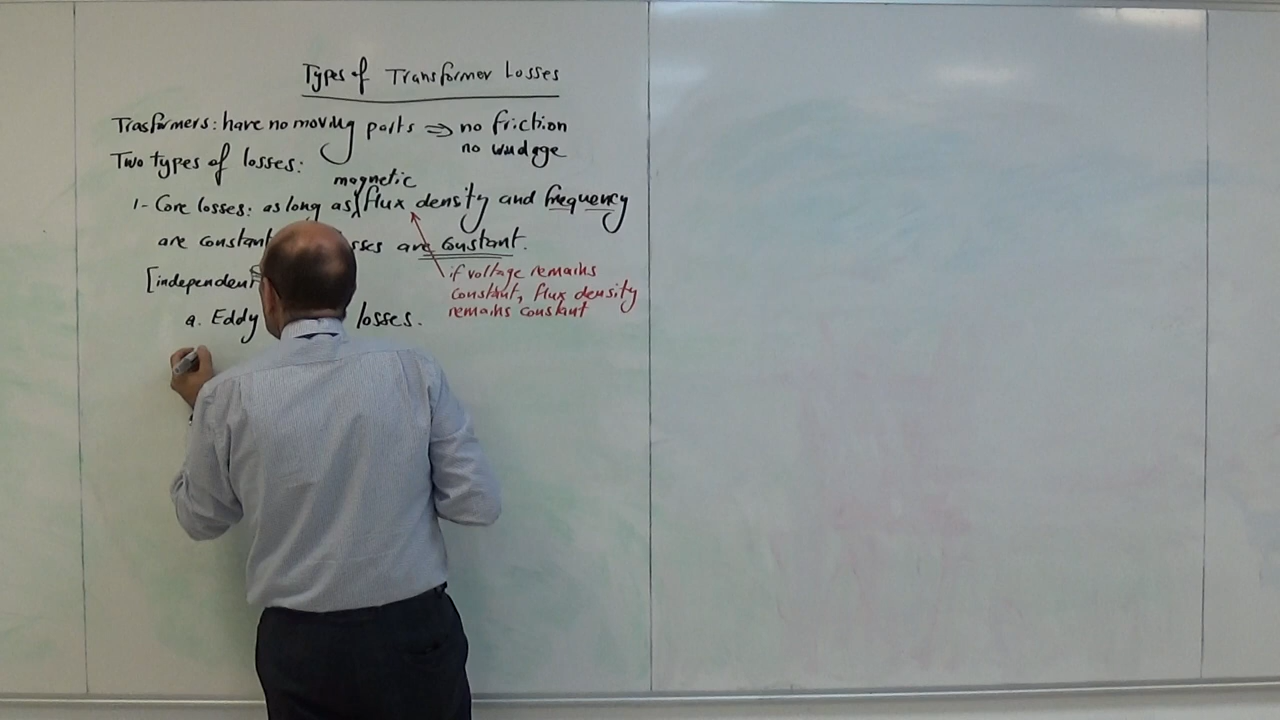 Types of Transformer Losses
Trasformers: have no moving parts ⇒ no friction
no windage
Two types of losses:
magnetic
1- Core losses: as long as flux density and frequency
are constant are constant.
[independent
if voltage remains
constant, flux density
remains constant
a. Eddy losses.